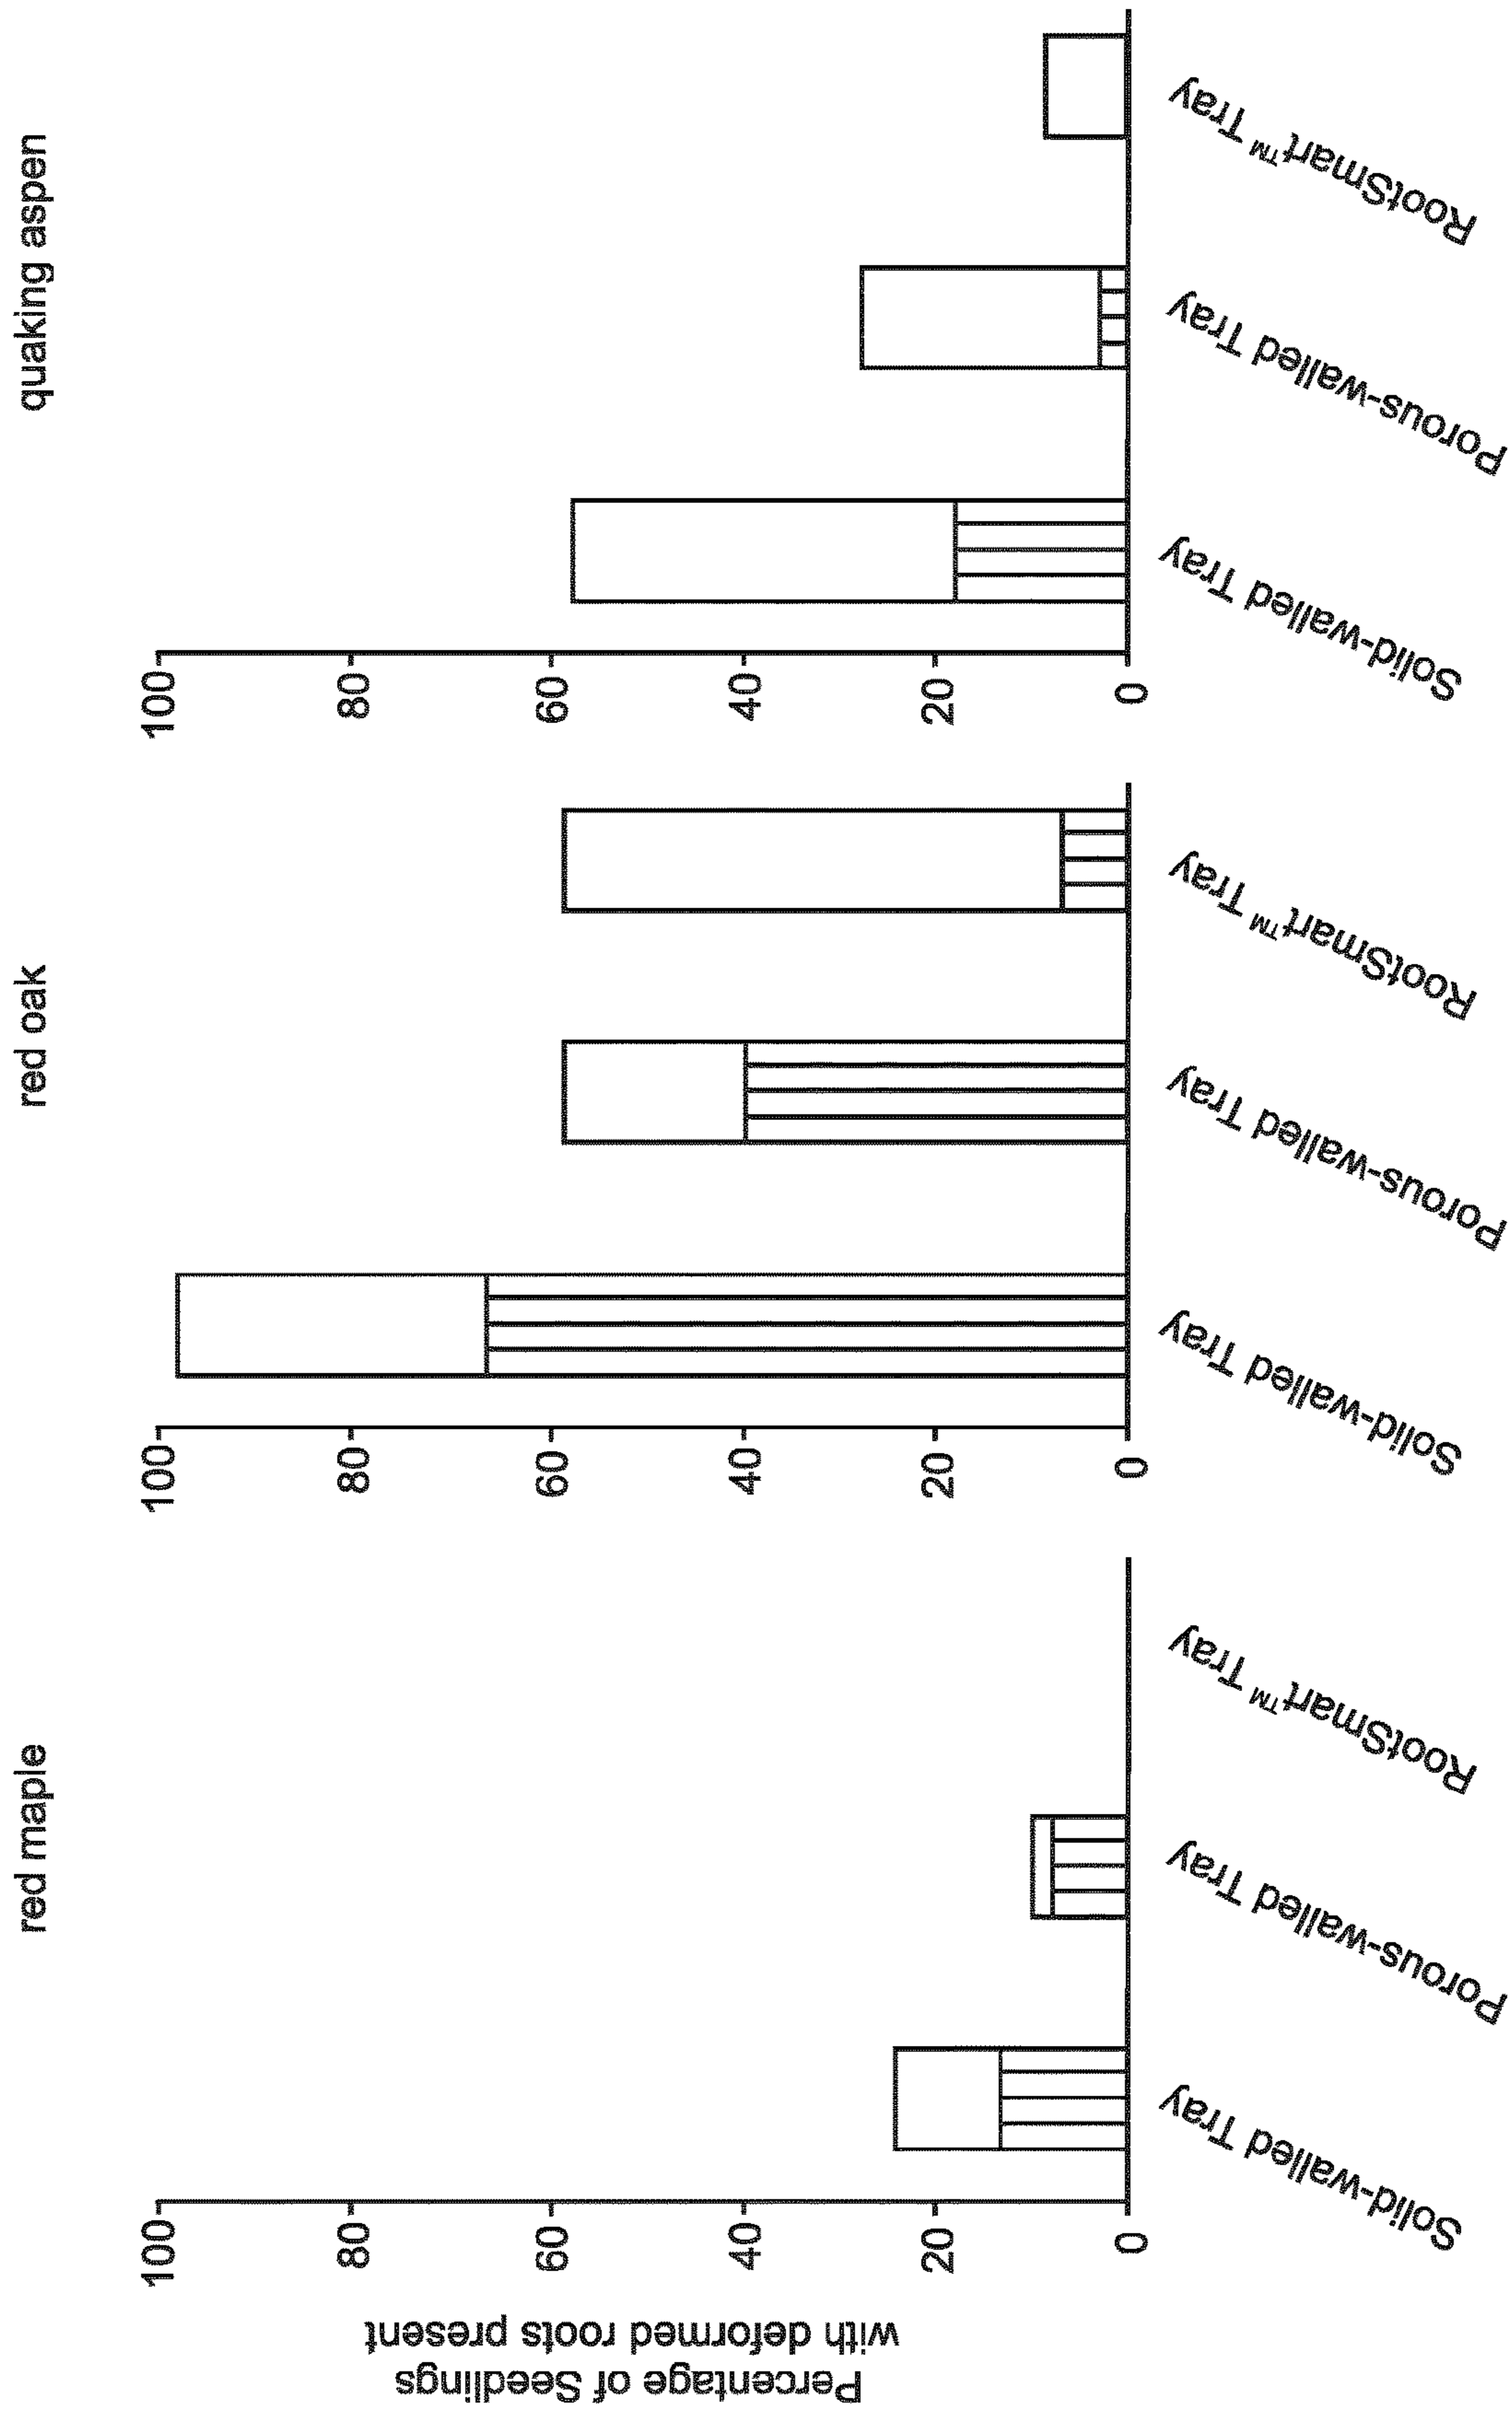 red maple
red oak
quaking aspen
Percentage of Seedlings
with deformed roots present
100
80
60
40
20
0
Solid-walled Tray
Porous-walled Tray
RootSmart™ Tray
100
80
60
40
20
0
Solid-walled Tray
Porous-walled Tray
RootSmart™ Tray
100
80
60
40
20
0
Solid-walled Tray
Porous-walled Tray
RootSmart™ Tray